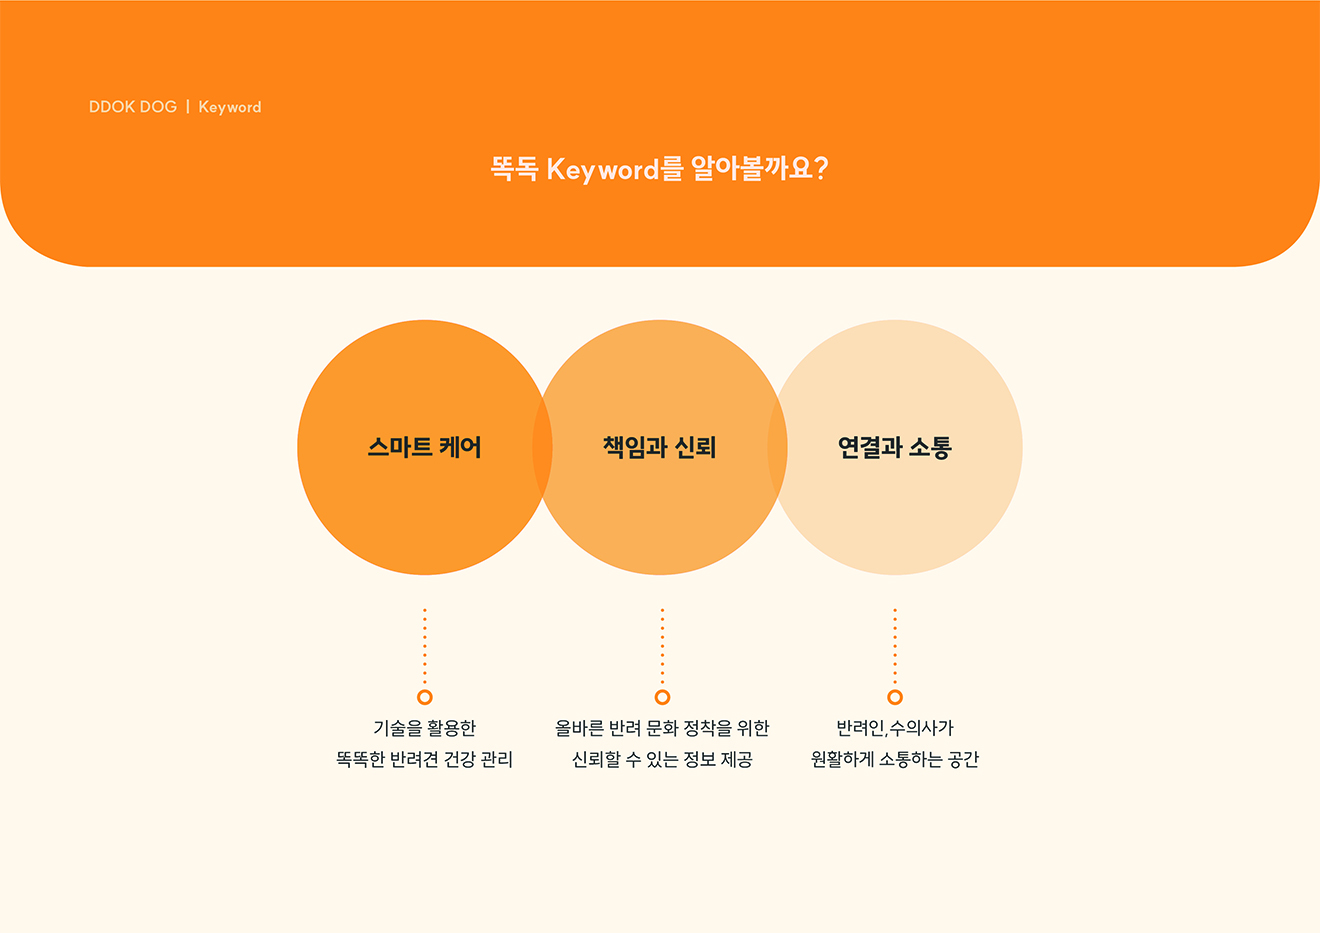 DDOK DOG | Keyword
똑독 Keyword를 알아볼까요?
스마트 케어
책임과 신뢰
연결과 소통
기술을 활용한
똑똑한 반려견 건강 관리
올바른 반려 문화 정착을 위한
신뢰할 수 있는 정보 제공
반려인,수의사가
원활하게 소통하는 공간